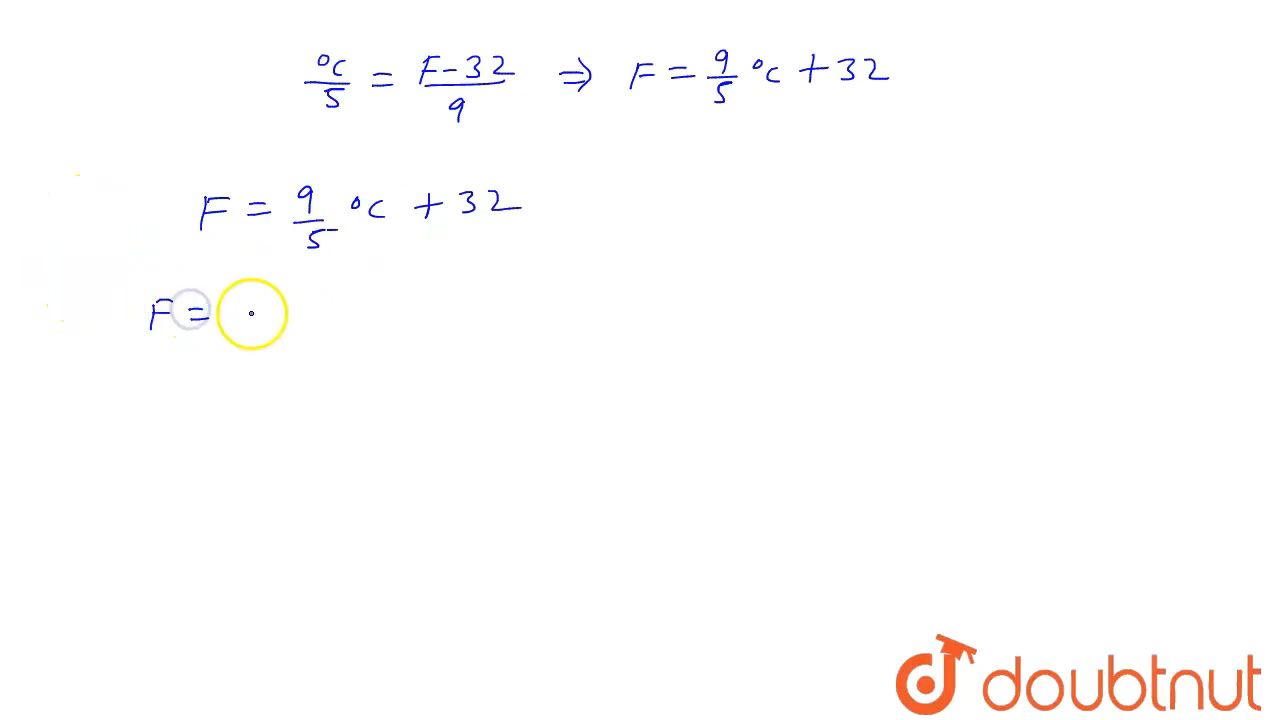 °C/5 = F-32/9 ⇒ F = 9/5 °C + 32
F = 9/5 °C + 32
F =
doubtnut